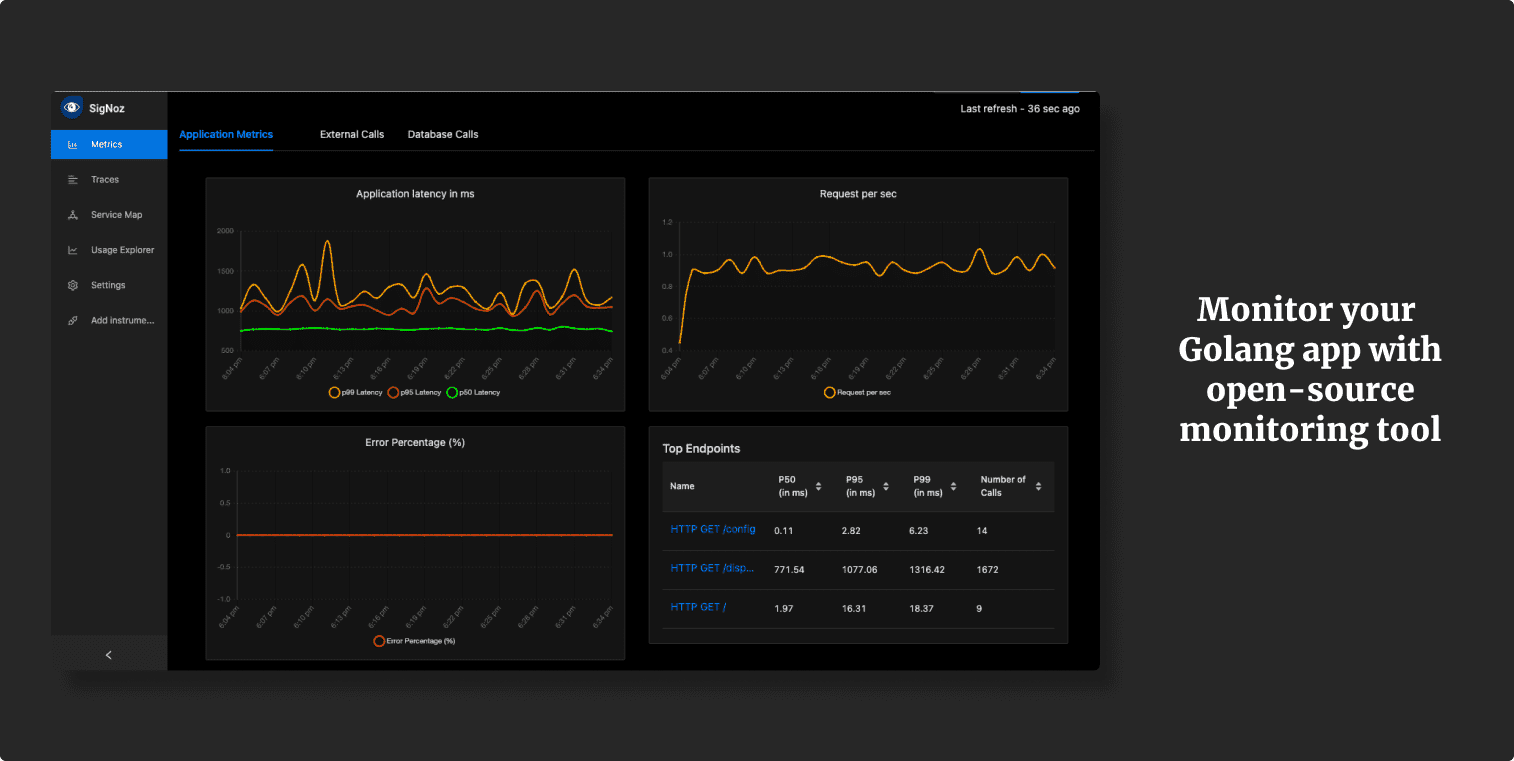 SigNoz
Metrics
Traces
Service Map
Usage Explorer
Settings
Add instrume...
Last refresh - 36 sec ago
Application Metrics
External Calls
Database Calls
Application latency in ms
2000
1500
1000
500
6:04 pm
6:07 pm
6:10 pm
6:13 pm
6:16 pm
6:19 pm
6:22 pm
6:25 pm
6:28 pm
6:31 pm
6:34 pm
p99 Latency
p95 Latency
p50 Latency
Request per sec
1.2
1.0
0.8
0.6
0.4
6:04 pm
6:07 pm
6:10 pm
6:13 pm
6:16 pm
6:19 pm
6:22 pm
6:25 pm
6:28 pm
6:31 pm
6:34 pm
Request per sec
Error Percentage (%)
1.0
0.5
0
-0.5
-1.0
6:04 pm
6:07 pm
6:10 pm
6:13 pm
6:16 pm
6:19 pm
6:22 pm
6:25 pm
6:28 pm
6:31 pm
6:34 pm
Error Percentage (%)
Top Endpoints
Name P50 (in ms) P95 (in ms) P99 (in ms) Number of Calls
HTTP GET /config 0.11 2.82 6.23 14
HTTP GET /disp... 771.54 1077.06 1316.42 1672
HTTP GET / 1.97 16.31 18.37 9
Monitor your
Golang app with
open-source
monitoring tool